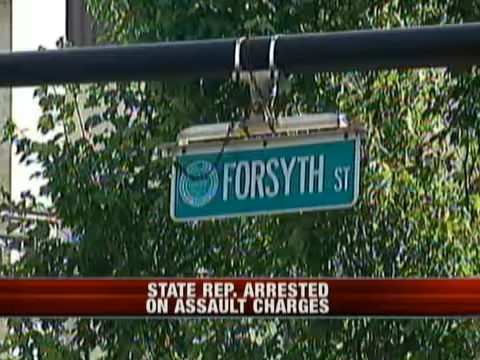 FORSYTH ST
STATE REP. ARRESTED
ON ASSAULT CHARGES